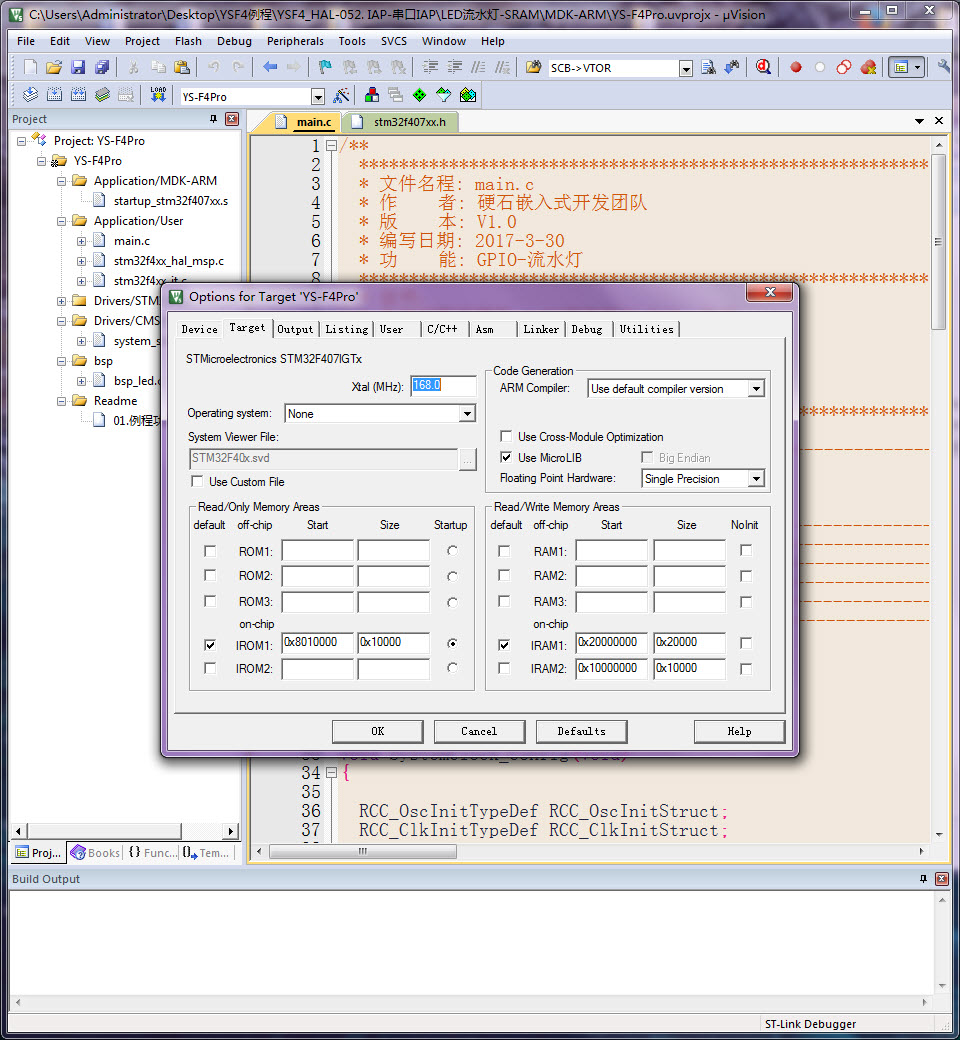 C:\Users\Administrator\Desktop\YSF4例程\YSF4_HAL-052. IAP-串口IAP\LED流水灯-SRAM\MDK-ARM\YS-F4Pro.uvprojx - µVision
File Edit View Project Flash Debug Peripherals Tools SVCS Window Help
SCB->VTOR
LOAD
YS-F4Pro
Project
Project: YS-F4Pro
YS-F4Pro
Application/MDK-ARM
startup_stm32f407xx.s
Application/User
main.c
stm32f4xx_hal_msp.c
stm32f4xx_it.c
Drivers/STM
Drivers/CMS
system_s
bsp
bsp_led.c
Readme
01.例程功
Proj... Books {} Func... Tem...
main.c stm32f407xx.h
1 /**
2 *********************************************************
3 * 文件名程: main.c
4 * 作 者: 硬石嵌入式开发团队
5 * 版 本: V1.0
6 * 编写日期: 2017-3-30
7 * 功 能: GPIO-流水灯
8 *********************************************************
34 {
35
36 RCC_OscInitTypeDef RCC_OscInitStruct;
37 RCC_ClkInitTypeDef RCC_ClkInitStruct;
Options for Target 'YS-F4Pro'
Device Target Output Listing User C/C++ Asm Linker Debug Utilities
STMicroelectronics STM32F407IGTx
Xtal (MHz): 168.0
Operating system: None
System Viewer File:
STM32F40x.svd ...
Use Custom File
Code Generation
ARM Compiler: Use default compiler version
Use Cross-Module Optimization
Use MicroLIB Big Endian
Floating Point Hardware: Single Precision
Read/Only Memory Areas
default off-chip Start Size Startup
ROM1:
ROM2:
ROM3:
on-chip
IROM1: 0x8010000 0x10000
IROM2:
Read/Write Memory Areas
default off-chip Start Size NoInit
RAM1:
RAM2:
RAM3:
on-chip
IRAM1: 0x20000000 0x20000
IRAM2: 0x10000000 0x10000
OK Cancel Defaults Help
Build Output
ST-Link Debugger